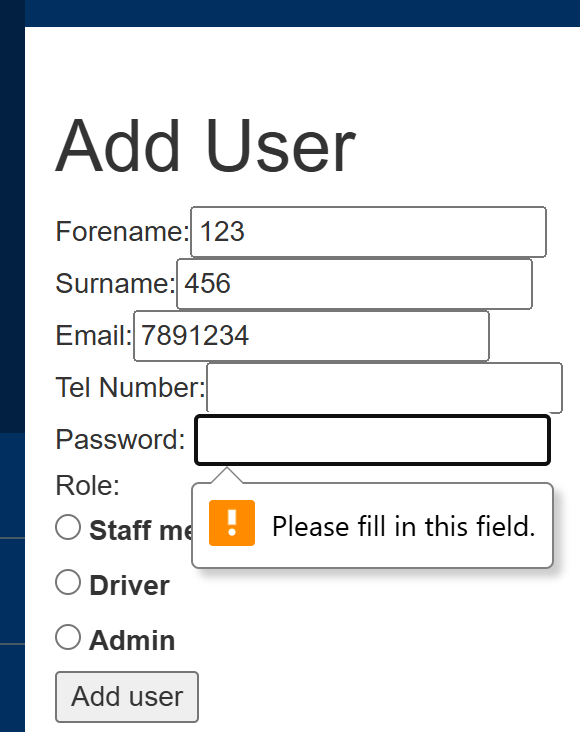 Add User
Forename: 123
Surname: 456
Email: 7891234
Tel Number:
Password:
Role:
Please fill in this field.
Staff me
Driver
Admin
Add user